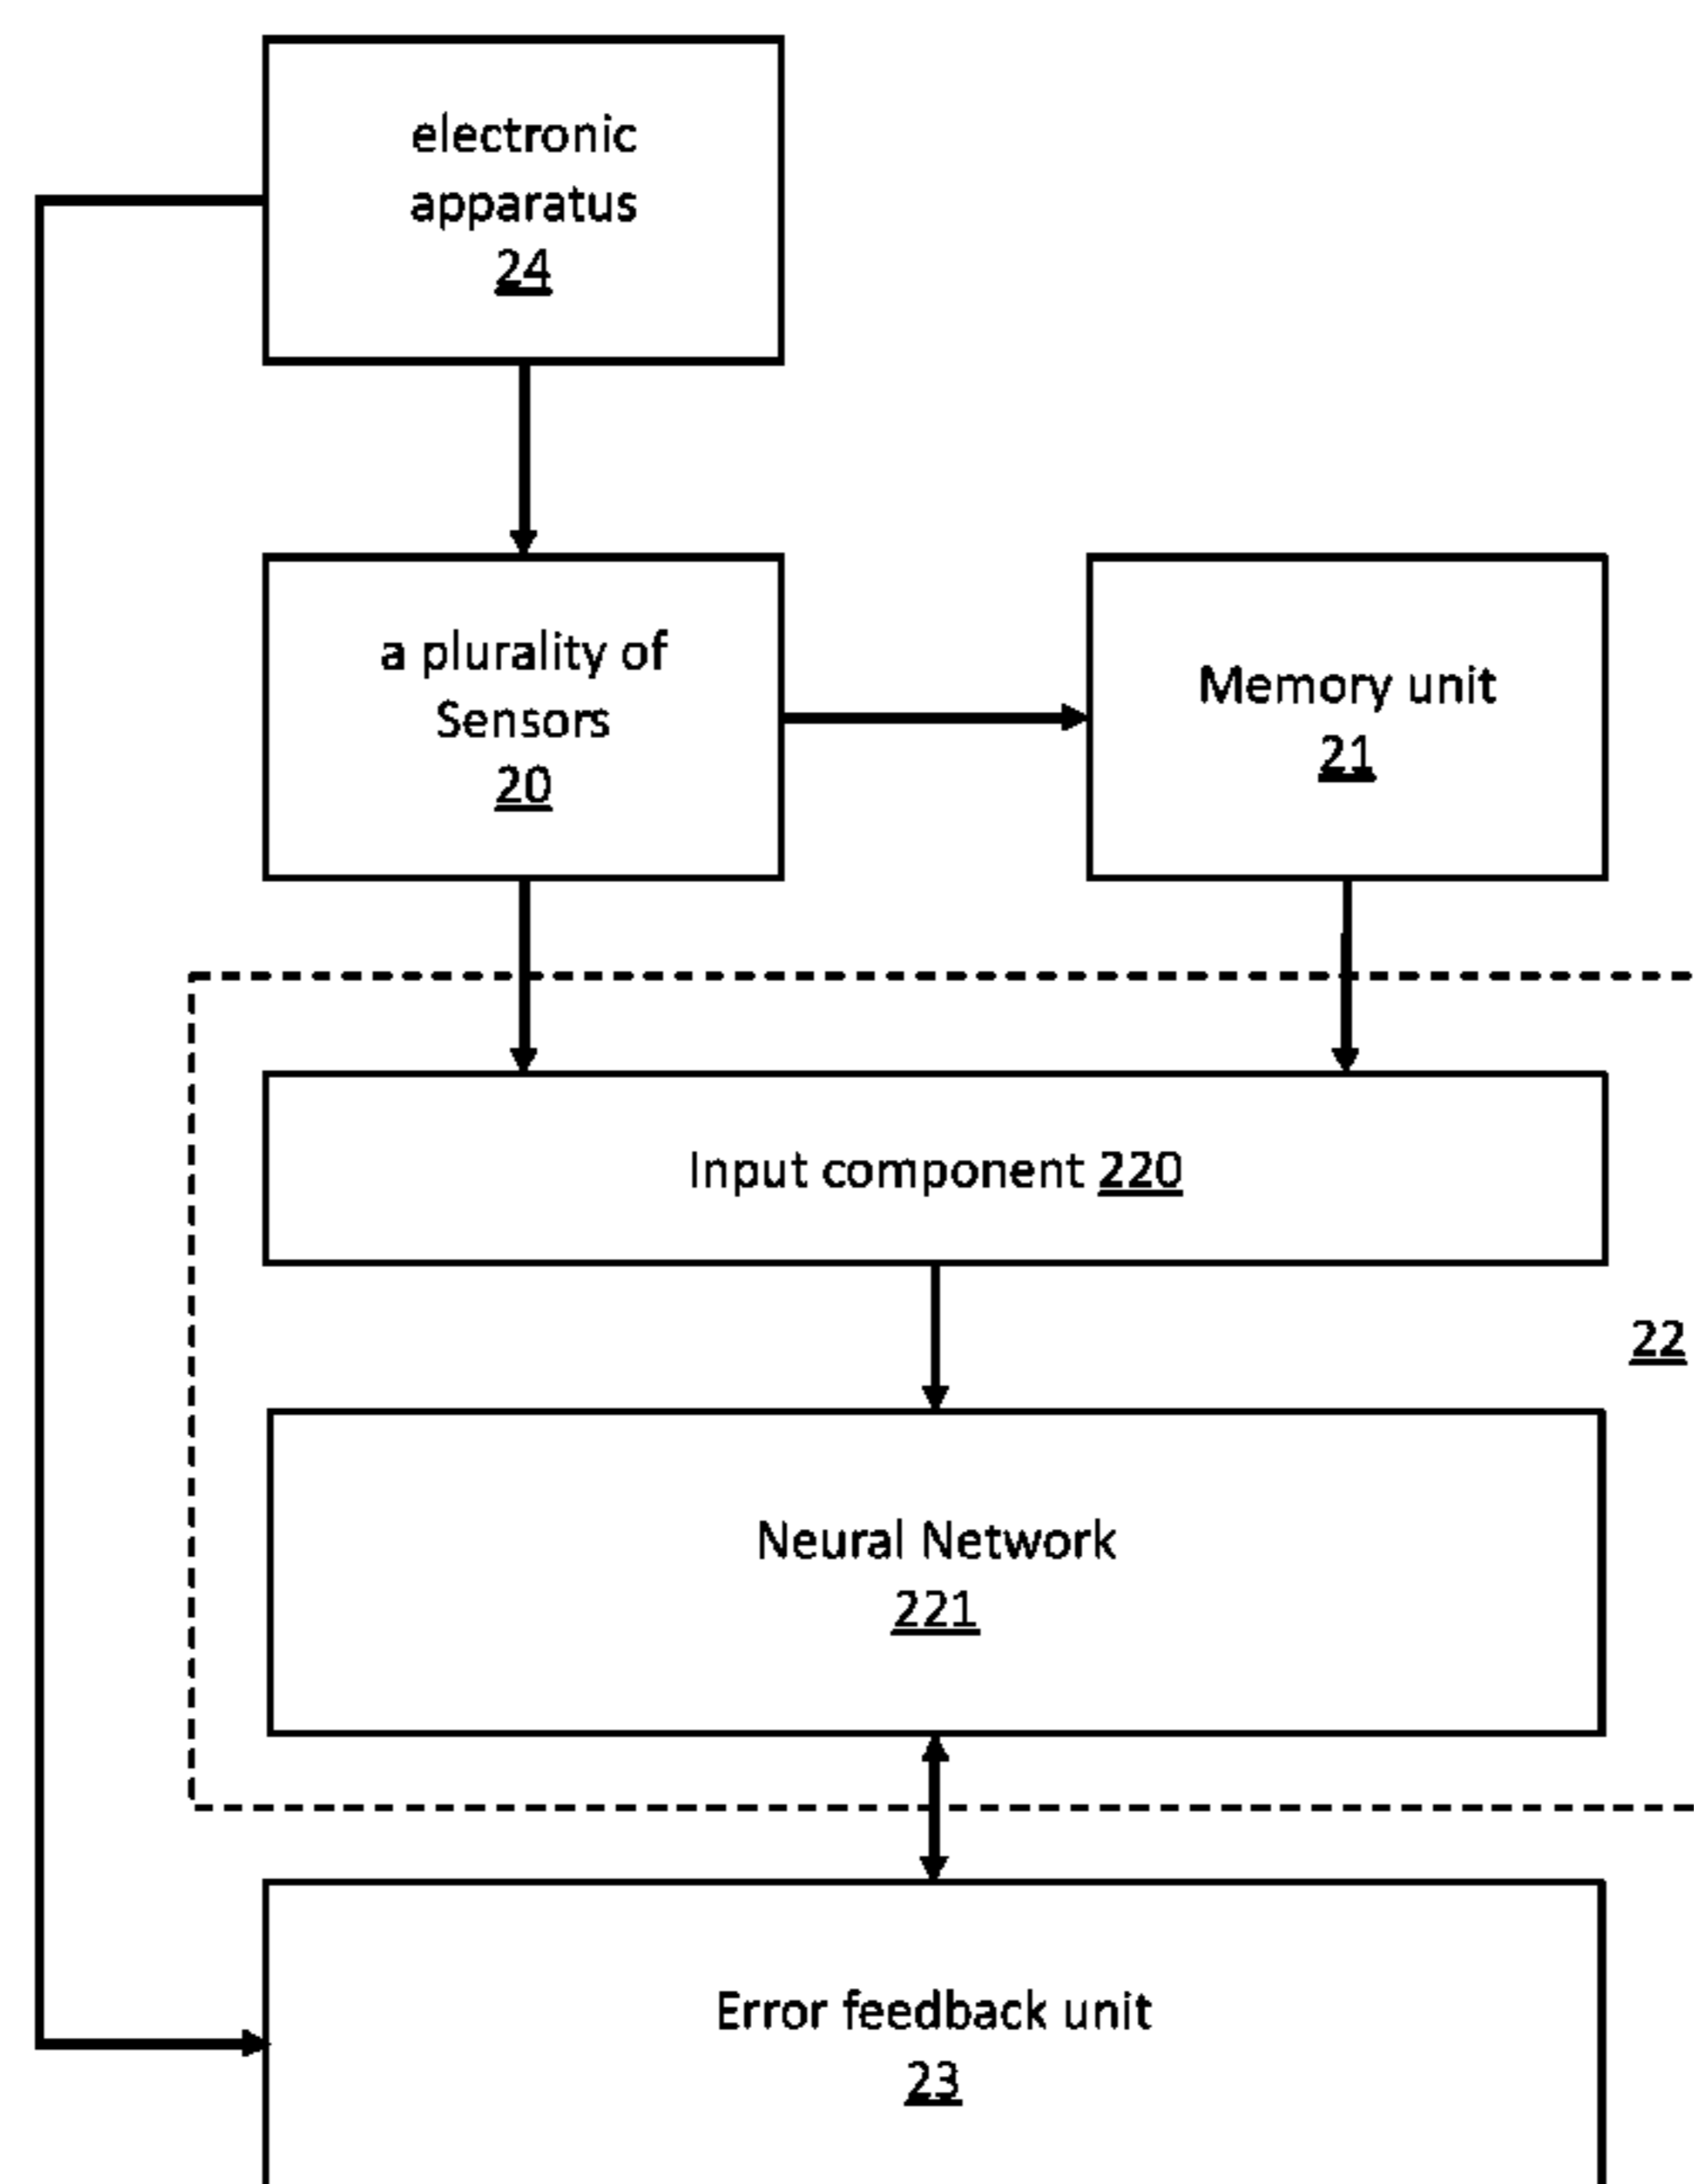 electronic
apparatus
24
a plurality of
Sensors
20
Memory unit
21
Input component 220
22
Neural Network
221
Error feedback unit
23